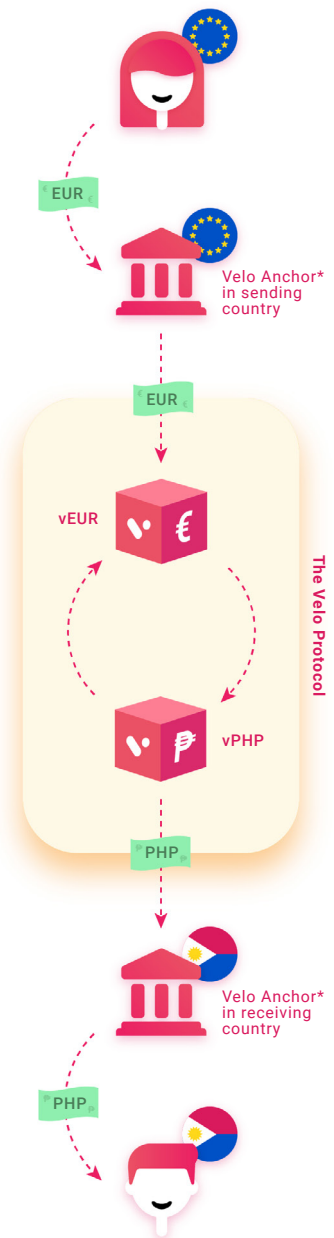 EUR
Velo Anchor*
in sending
country
EUR
vEUR
€
The Velo Protocol
vPHP
₱
PHP
Velo Anchor*
in receiving
country
PHP